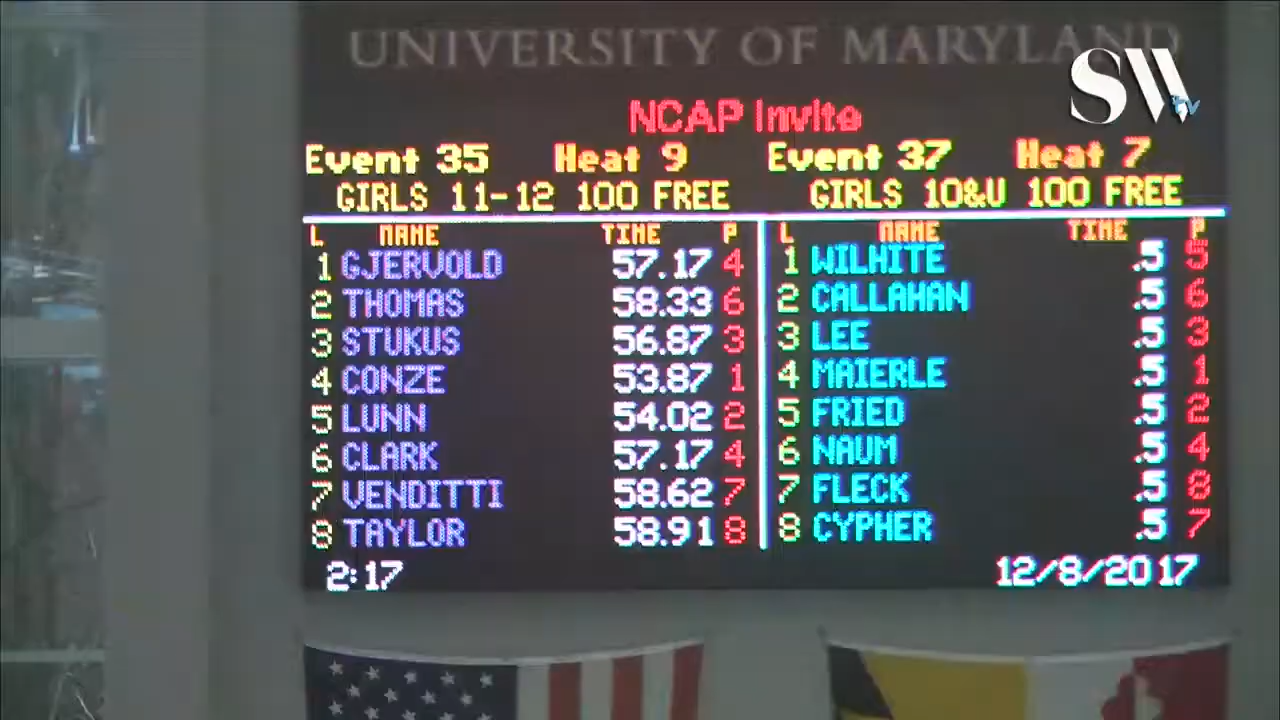 UNIVERSITY OF MARYLAND
SW
tv
NCAP Invite
Event 35 Heat 9 Event 37 Heat 7
GIRLS 11-12 100 FREE GIRLS 10&U 100 FREE
L NAME TIME P L NAME TIME P
1 GJERVOLD 57.17 4 1 WILHITE .5 5
2 THOMAS 58.33 6 2 CALLAHAN .5 6
3 STUKUS 56.87 3 3 LEE .5 3
4 CONZE 53.87 1 4 MAIERLE .5 1
5 LUNN 54.02 2 5 FRIED .5 2
6 CLARK 57.17 4 6 NAUM .5 4
7 VENDITTI 58.62 7 7 FLECK .5 8
8 TAYLOR 58.91 8 8 CYPHER .5 7
2:17 12/8/2017